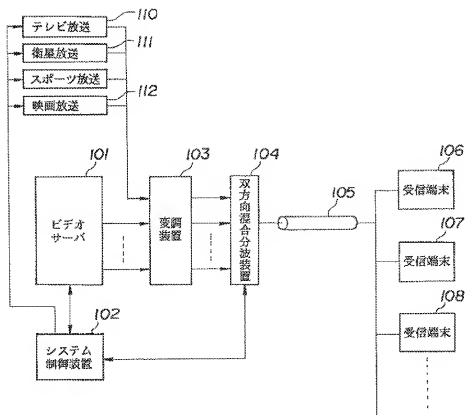 110
テレビ放送
111
衛星放送
スポーツ放送
112
映画放送
101
103
104
105
106
ビデオ
サーバ
変調
装置
双方向混合分波装置
受信端末
107
受信端末
108
受信端末
102
システム
制御装置